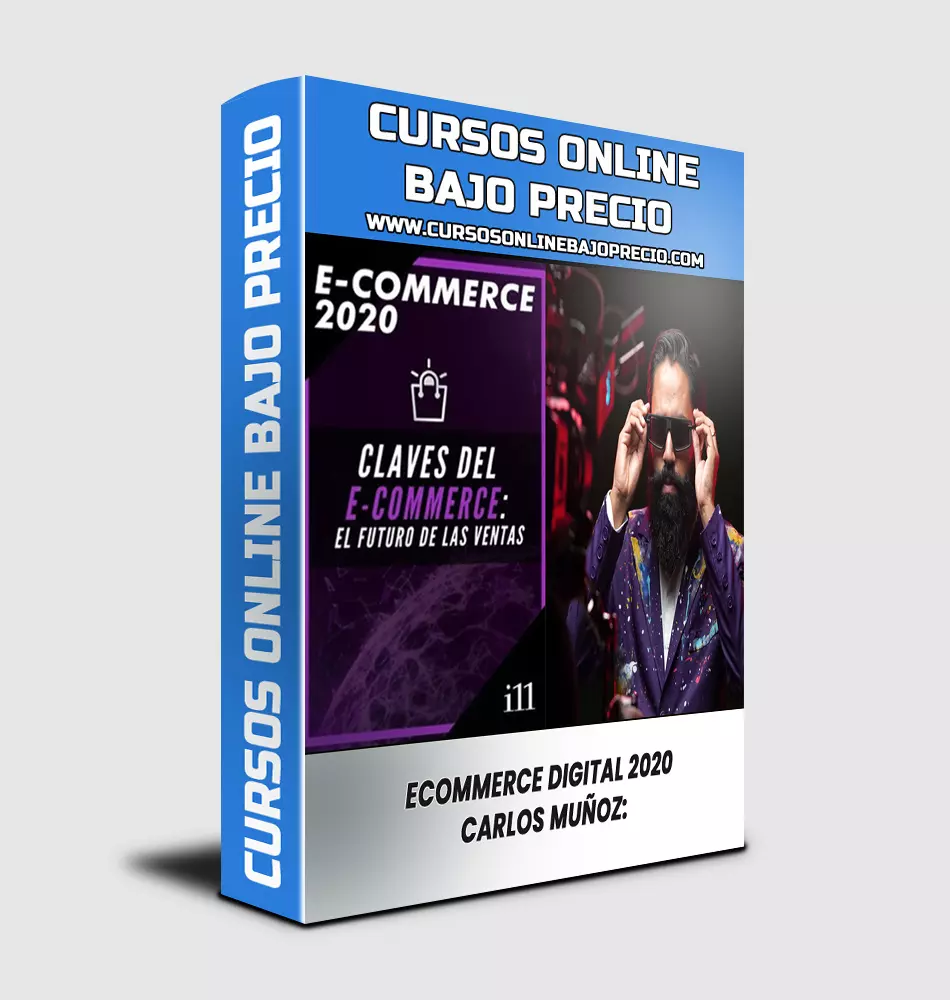 CURSOS ONLINE BAJO PRECIO
CURSOS ONLINE
BAJO PRECIO
WWW.CURSOSONLINEBAJOPRECIO.COM
E-COMMERCE
2020
CLAVES DEL
E-COMMERCE:
EL FUTURO DE LAS VENTAS
i11
ECOMMERCE DIGITAL 2020
CARLOS MUÑOZ: